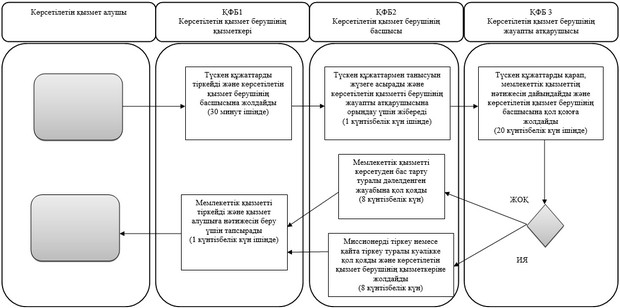 Көрсетілетін қызмет алушы
ҚФБ1
Көрсетілетін қызмет берушінің
қызметкері
ҚФБ2
Көрсетілетін қызмет берушінің
басшысы
ҚФБ 3
Көрсетілетін қызмет берушінің
жауапты атқарушысы
Түскен құжаттарды
тіркейді және көрсетілетін
қызмет берушінің
басшысына жолдайды
(30 минут ішінде)
Түскен құжаттармен танысуын
жүзеге асырады және
көрсетілетін қызметті берушінің
жауапты атқарушысына
орындау үшін жібереді
(1 күнтізбелік күн ішінде)
Түскен құжаттарды қарап,
мемлекеттік қызметтің
нәтижесін дайындайды және
көрсетілетін қызмет берушінің
басшысына қол қоюға
жолдайды
(20 күнтізбелік күн ішінде)
Мемлекеттік қызметті
көрсетуден бас тарту
туралы дәлелденген
жауабына қол қояды
(8 күнтізбелік күн)
ЖОҚ
Мемлекеттік қызметті
тіркейді және қызмет
алушыға нәтижесін беру
үшін тапсырады
(1 күнтізбелік күн ішінде)
ИЯ
Миссионерді тіркеу немесе
қайта тіркеу туралы куәлікке
қол қояды және көрсетілетін
қызмет берушінің қызметкеріне
жолдайды
(8 күнтізбелік күн)